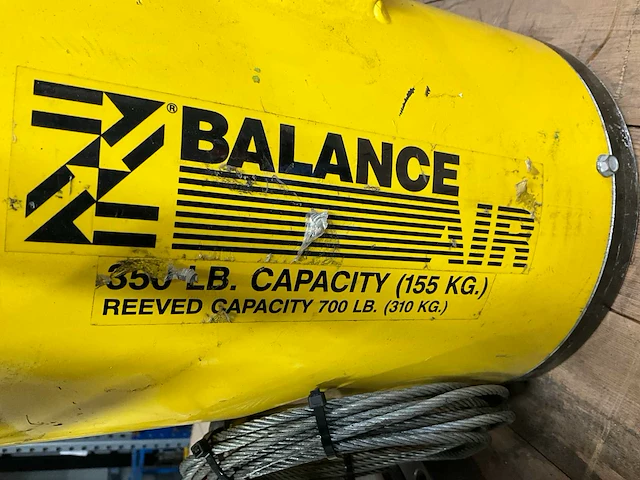 ® BALANCE
AIR
350 LB. CAPACITY (155 KG.)
REEVED CAPACITY 700 LB. (310 KG.)